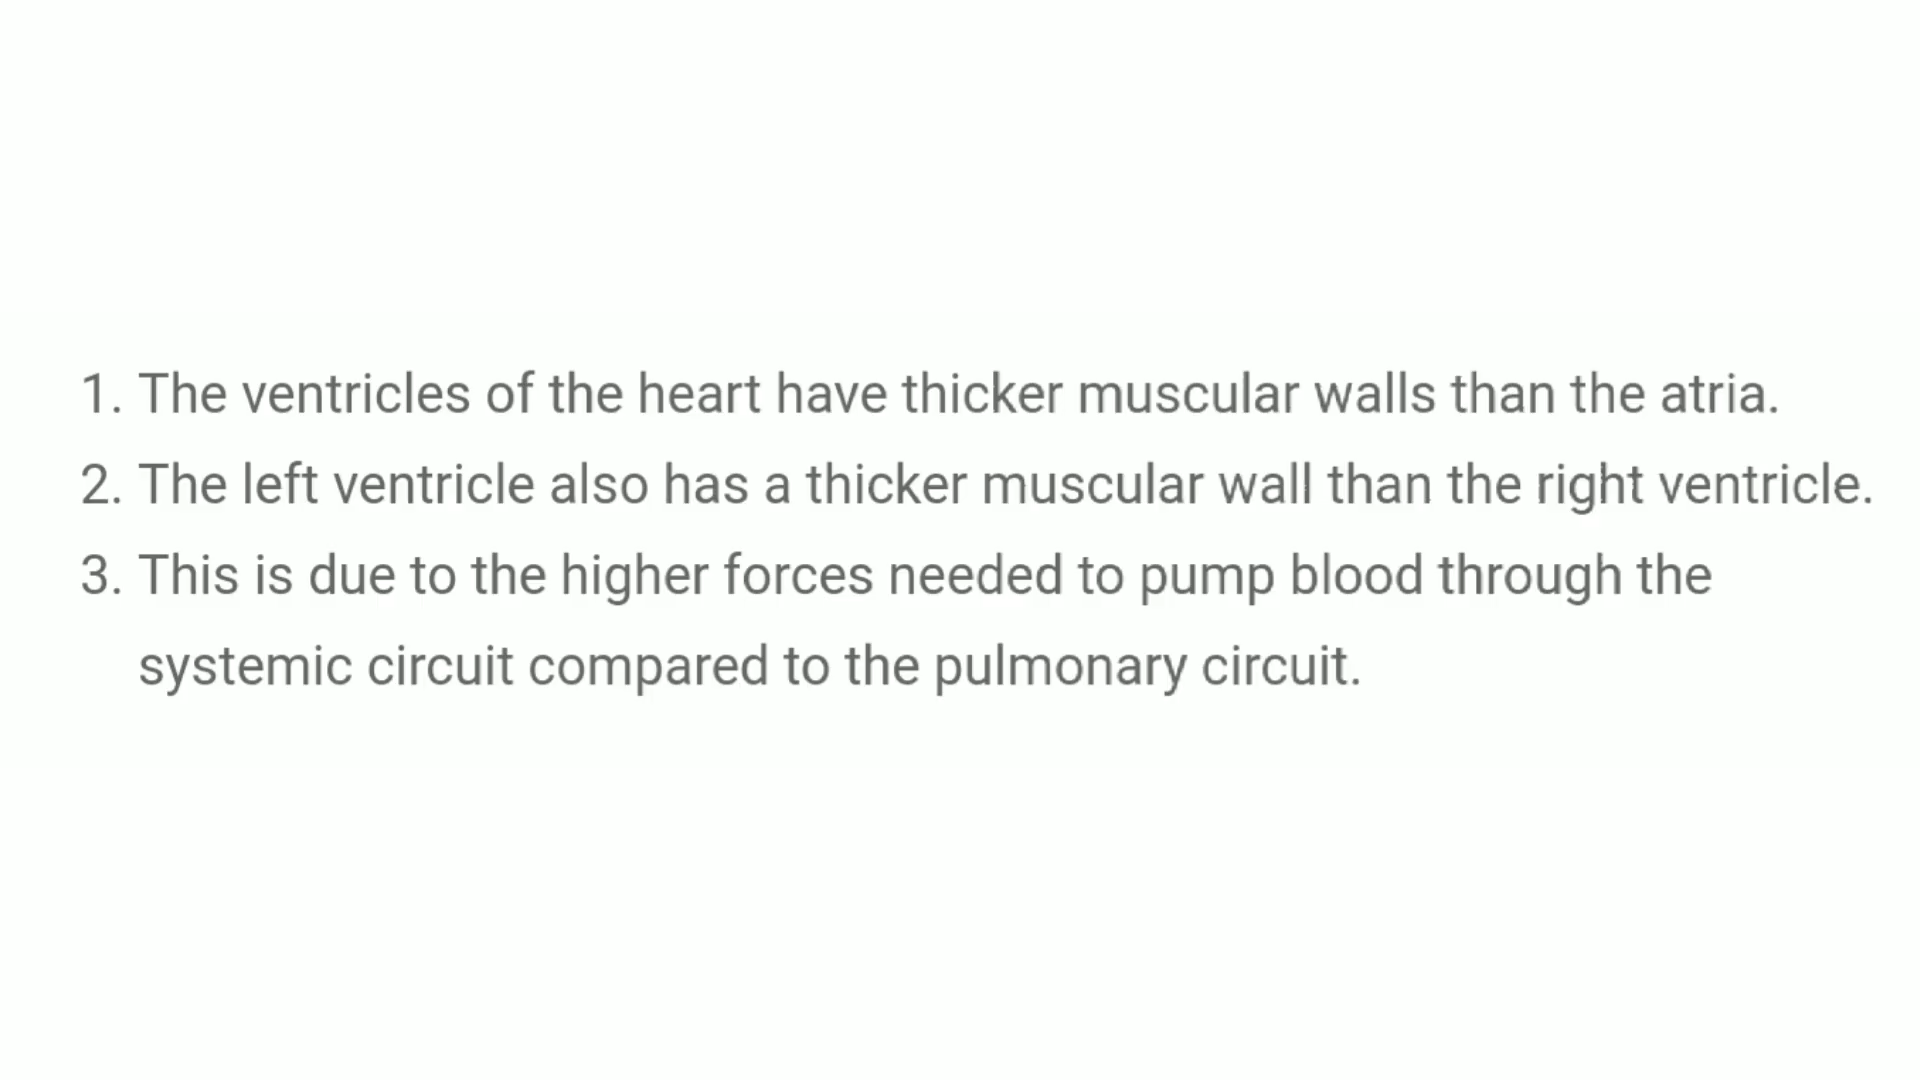 1. The ventricles of the heart have thicker muscular walls than the atria.
2. The left ventricle also has a thicker muscular wall than the right ventricle.
3. This is due to the higher forces needed to pump blood through the
systemic circuit compared to the pulmonary circuit.